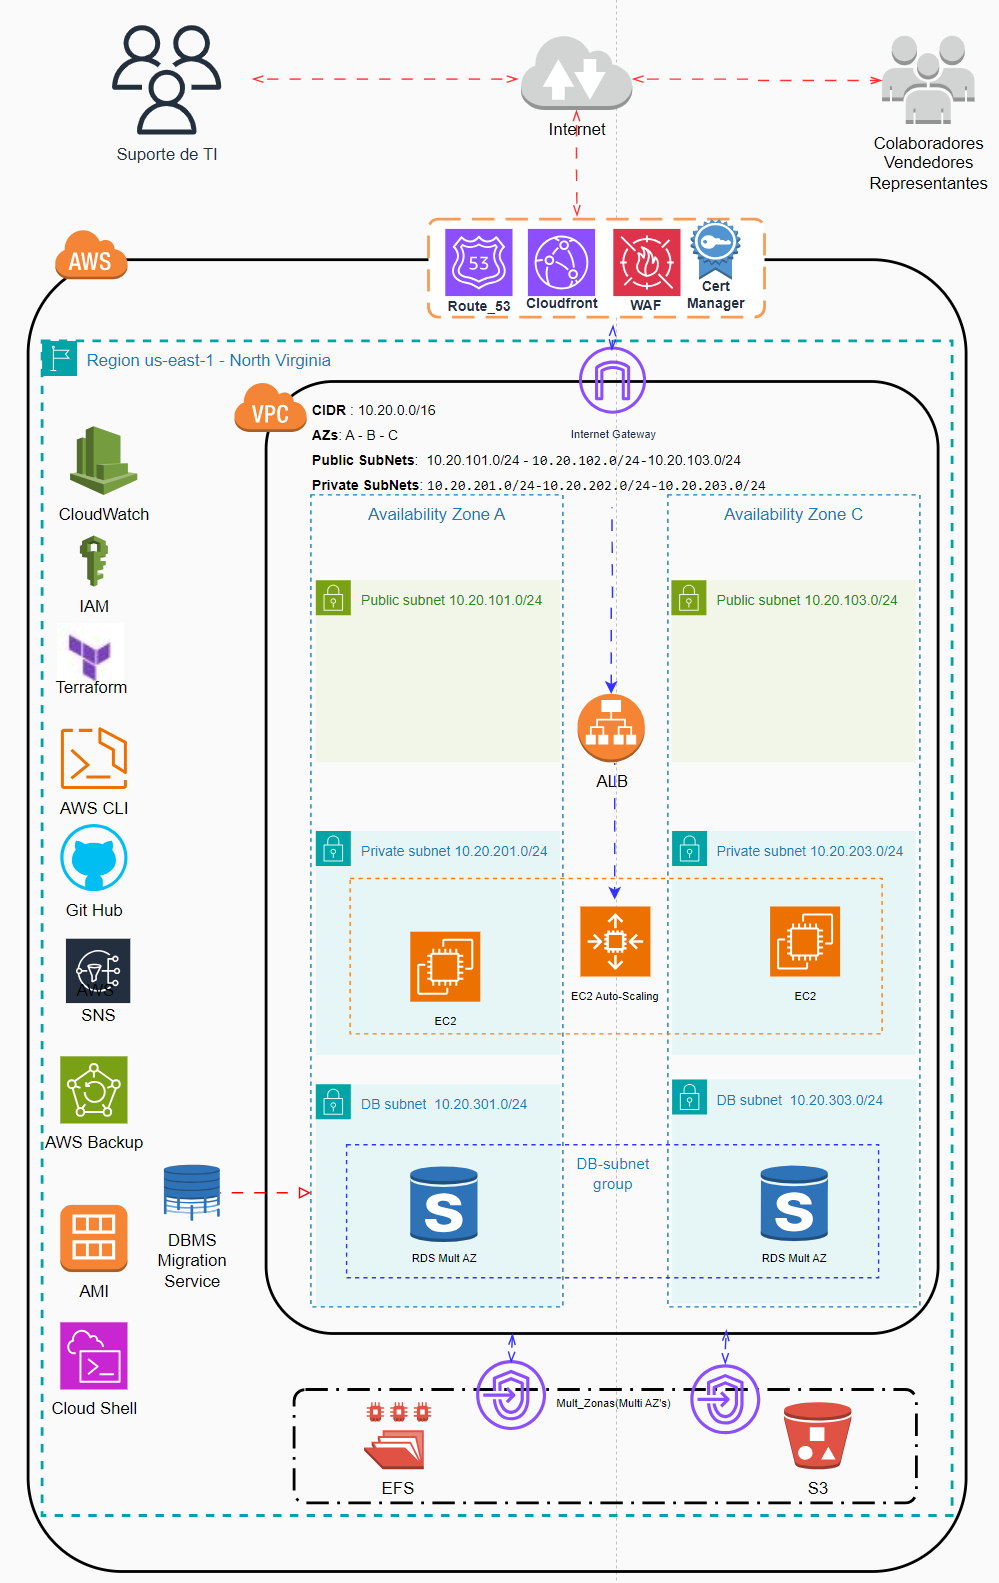 Suporte de TI
Internet
Colaboradores
Vendedores
Representantes
AWS
53
Route_53
Cloudfront
WAF
Cert
Manager
Region us-east-1 - North Virginia
VPC
CIDR : 10.20.0.0/16
AZs: A - B - C
Public SubNets: 10.20.101.0/24 - 10.20.102.0/24-10.20.103.0/24
Private SubNets: 10.20.201.0/24-10.20.202.0/24-10.20.203.0/24
Internet Gateway
CloudWatch
IAM
Terraform
AWS CLI
Git Hub
AWS
SNS
AWS Backup
AMI
Cloud Shell
DBMS
Migration
Service
Availability Zone A
Availability Zone C
Public subnet 10.20.101.0/24
Public subnet 10.20.103.0/24
ALB
Private subnet 10.20.201.0/24
Private subnet 10.20.203.0/24
EC2
EC2 Auto-Scaling
EC2
DB subnet 10.20.301.0/24
DB subnet 10.20.303.0/24
DB-subnet
group
S
S
RDS Mult AZ
RDS Mult AZ
Mult_Zonas(Multi AZ's)
EFS
S3